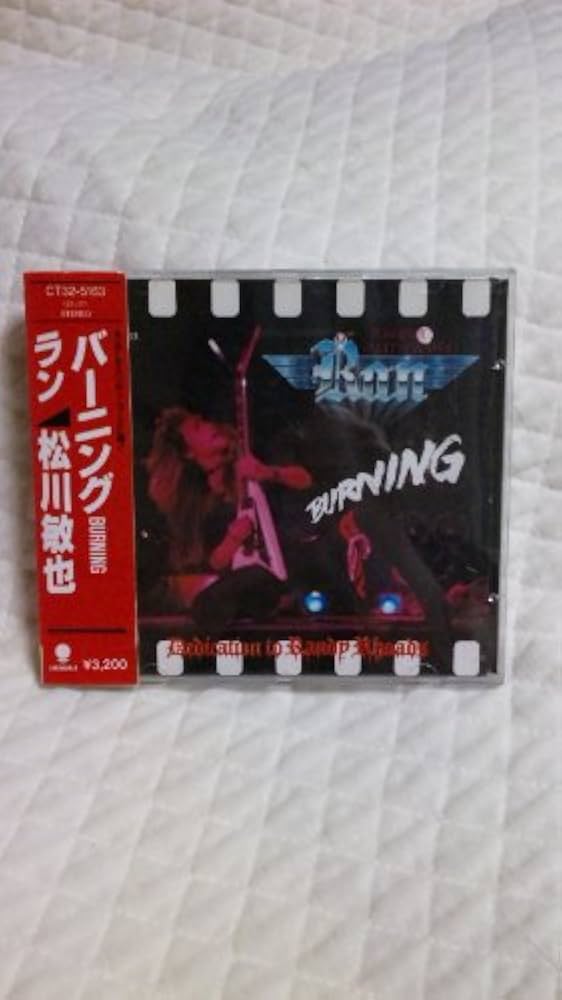 CT32-5163
STEREO
バーニング BURNING
ラン 松川敏也
¥3,200
Ran
BURNING
Dedication to Randy Rhoads